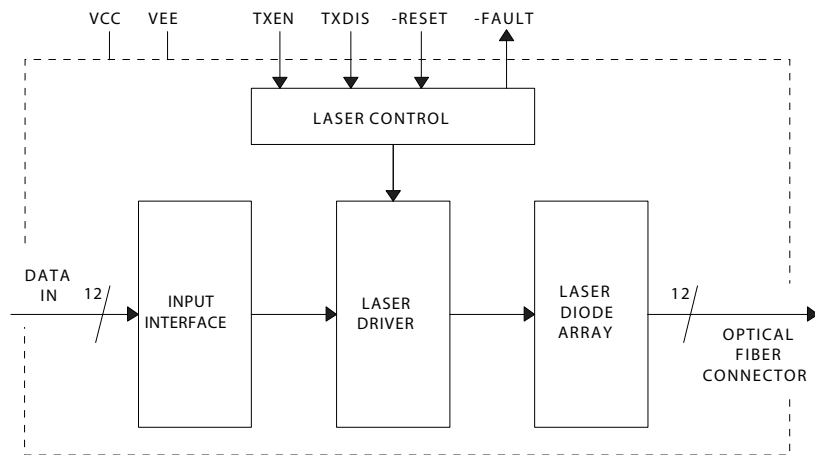 VCC VEE TXEN TXDIS -RESET -FAULT
LASER CONTROL
DATA
IN
12
INPUT
INTERFACE
LASER
DRIVER
LASER
DIODE
ARRAY
12
OPTICAL
FIBER
CONNECTOR